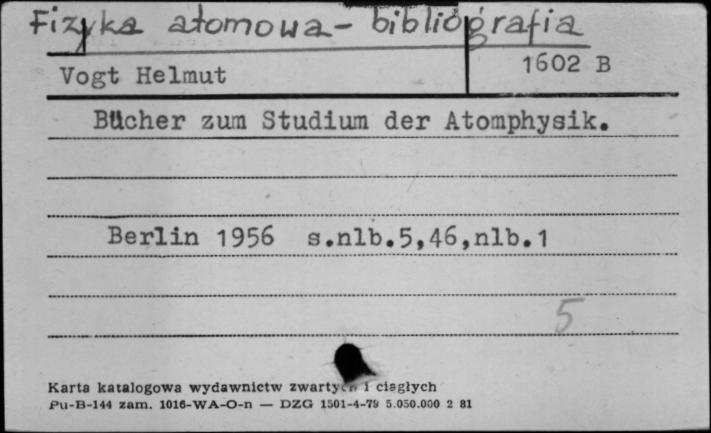 Fizyka atomowa - bibliografia
Vogt Helmut
1602 B
Bücher zum Studium der Atomphysik.
Berlin 1956 s.nlb.5,46,nlb.1
5
Karta katalogowa wydawnictw zwartych i ciągłych
Pu-B-144 zam. 1016-WA-O-n — DZG 1501-4-79 5.050.000 2 81